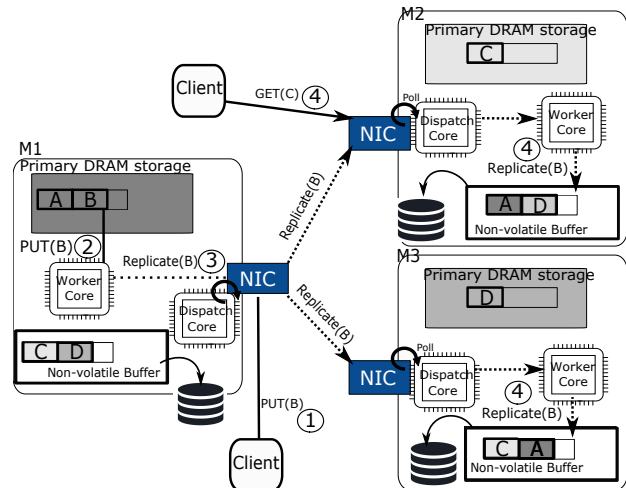 M2
Primary DRAM storage
C
Client
GET(C) 4
Poll
NIC
Dispatch
Core
Worker
Core
4
Replicate(B)
A D
Non-volatile Buffer
M1
Primary DRAM storage
A B
PUT(B) 2
Worker
Core
Replicate(B) 3
NIC
Dispatch
Core
C D
Non-volatile Buffer
Replicate(B)
Replicate(B)
PUT(B) 1
Client
M3
Primary DRAM storage
D
Poll
NIC
Dispatch
Core
Worker
Core
4
Replicate(B)
C A
Non-volatile Buffer